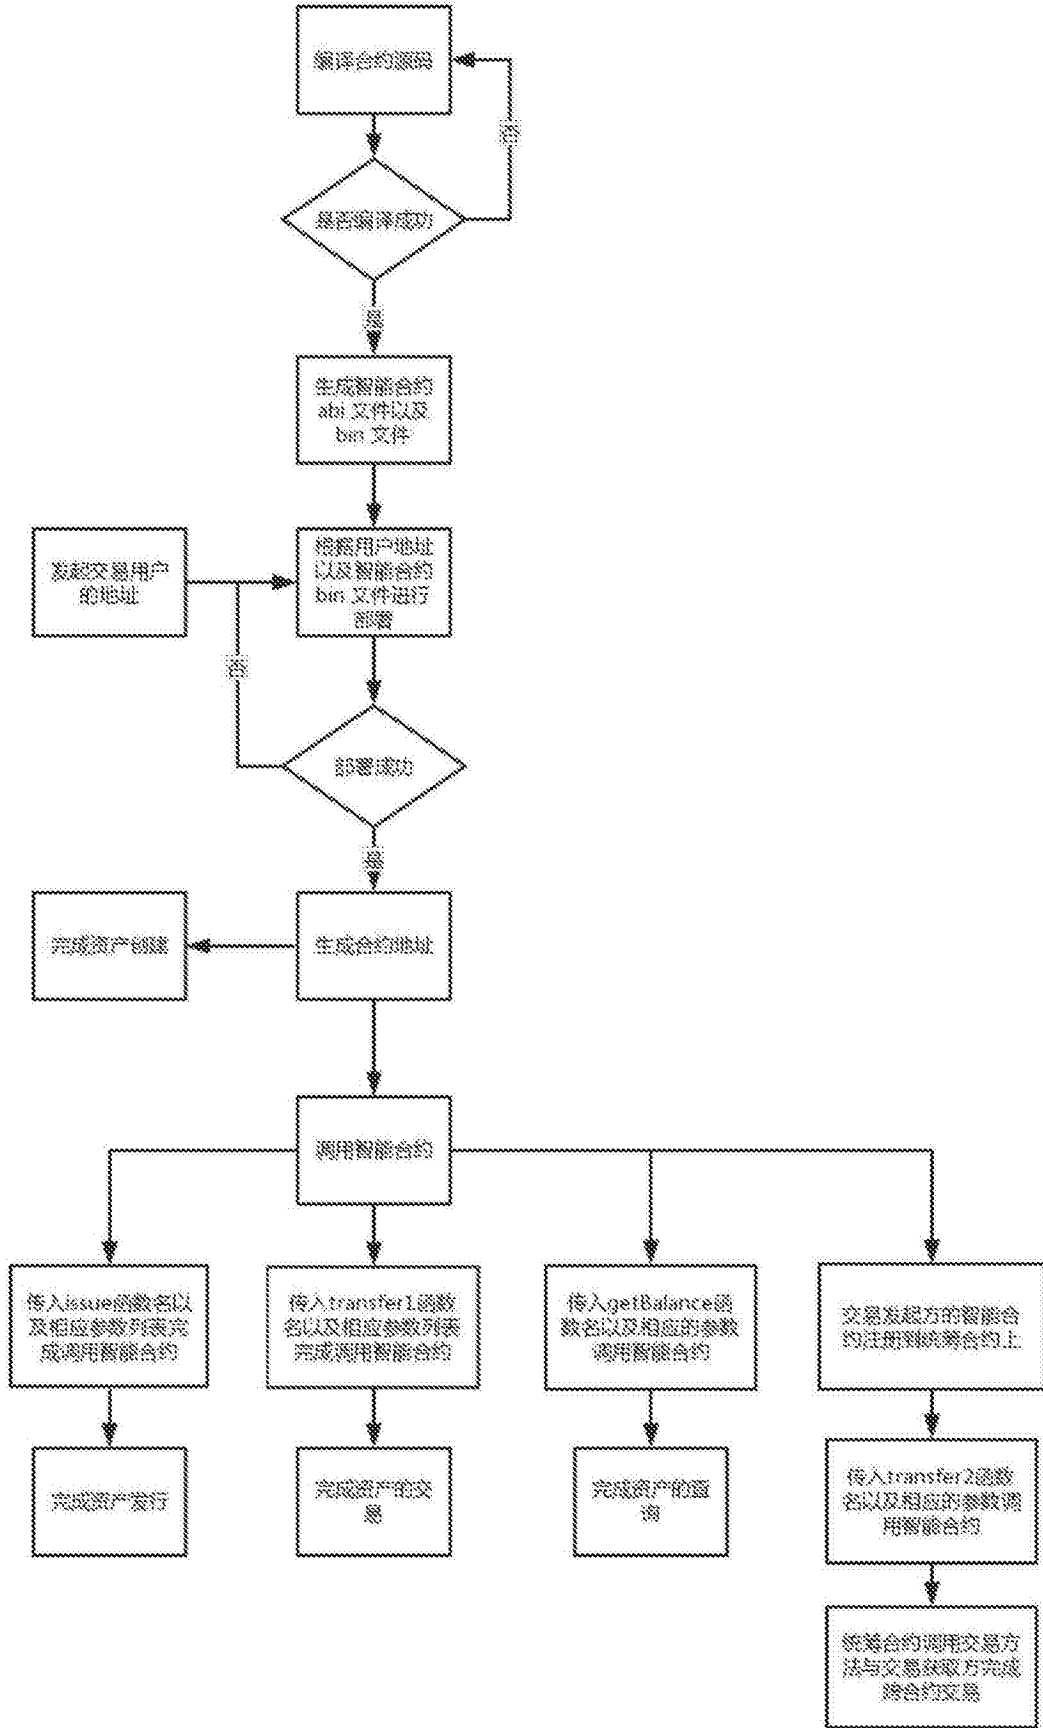 编译合约源码
否
是否编译成功
是
生成智能合约
abi 文件以及
bin 文件
发起交易用户
的地址
根据用户地址
以及智能合约
bin 文件进行
部署
否
部署成功
是
完成资产创建
生成合约地址
调用智能合约
传入issue函数名以
及相应参数列表完
成调用智能合约
传入transfer1函数
名以及相应参数列表
完成调用智能合约
传入getBalance函
数名以及相应的参数
调用智能合约
交易发起方的智能合
约注册到统筹合约上
完成资产发行
完成资产的交
易
完成资产的查
询
传入transfer2函数
名以及相应的参数调
用智能合约
统筹合约调用交易方
法与交易获取方完成
跨合约交易